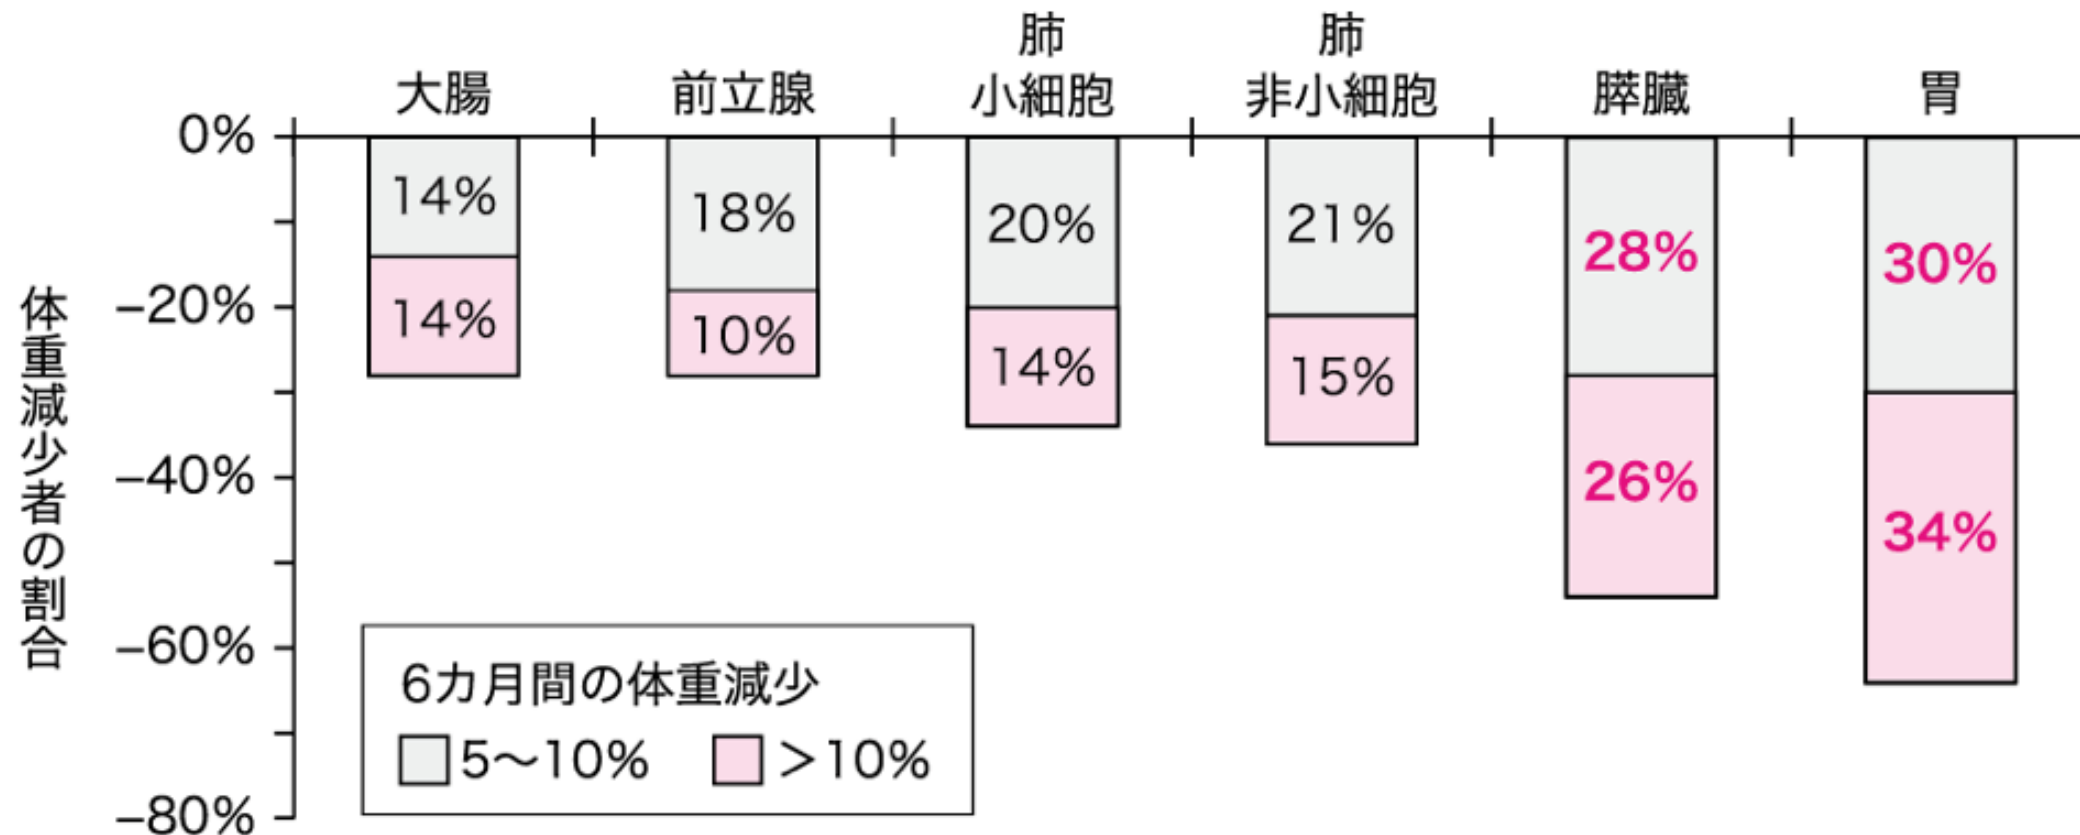 肺
肺
大腸
前立腺
小細胞
非小細胞
膵臓
胃
0%
14%
18%
20%
21%
28%
30%
14%
10%
14%
15%
26%
34%
–20%
–40%
–60%
–80%
体重減少者の割合
6カ月間の体重減少
5〜10%
＞10%